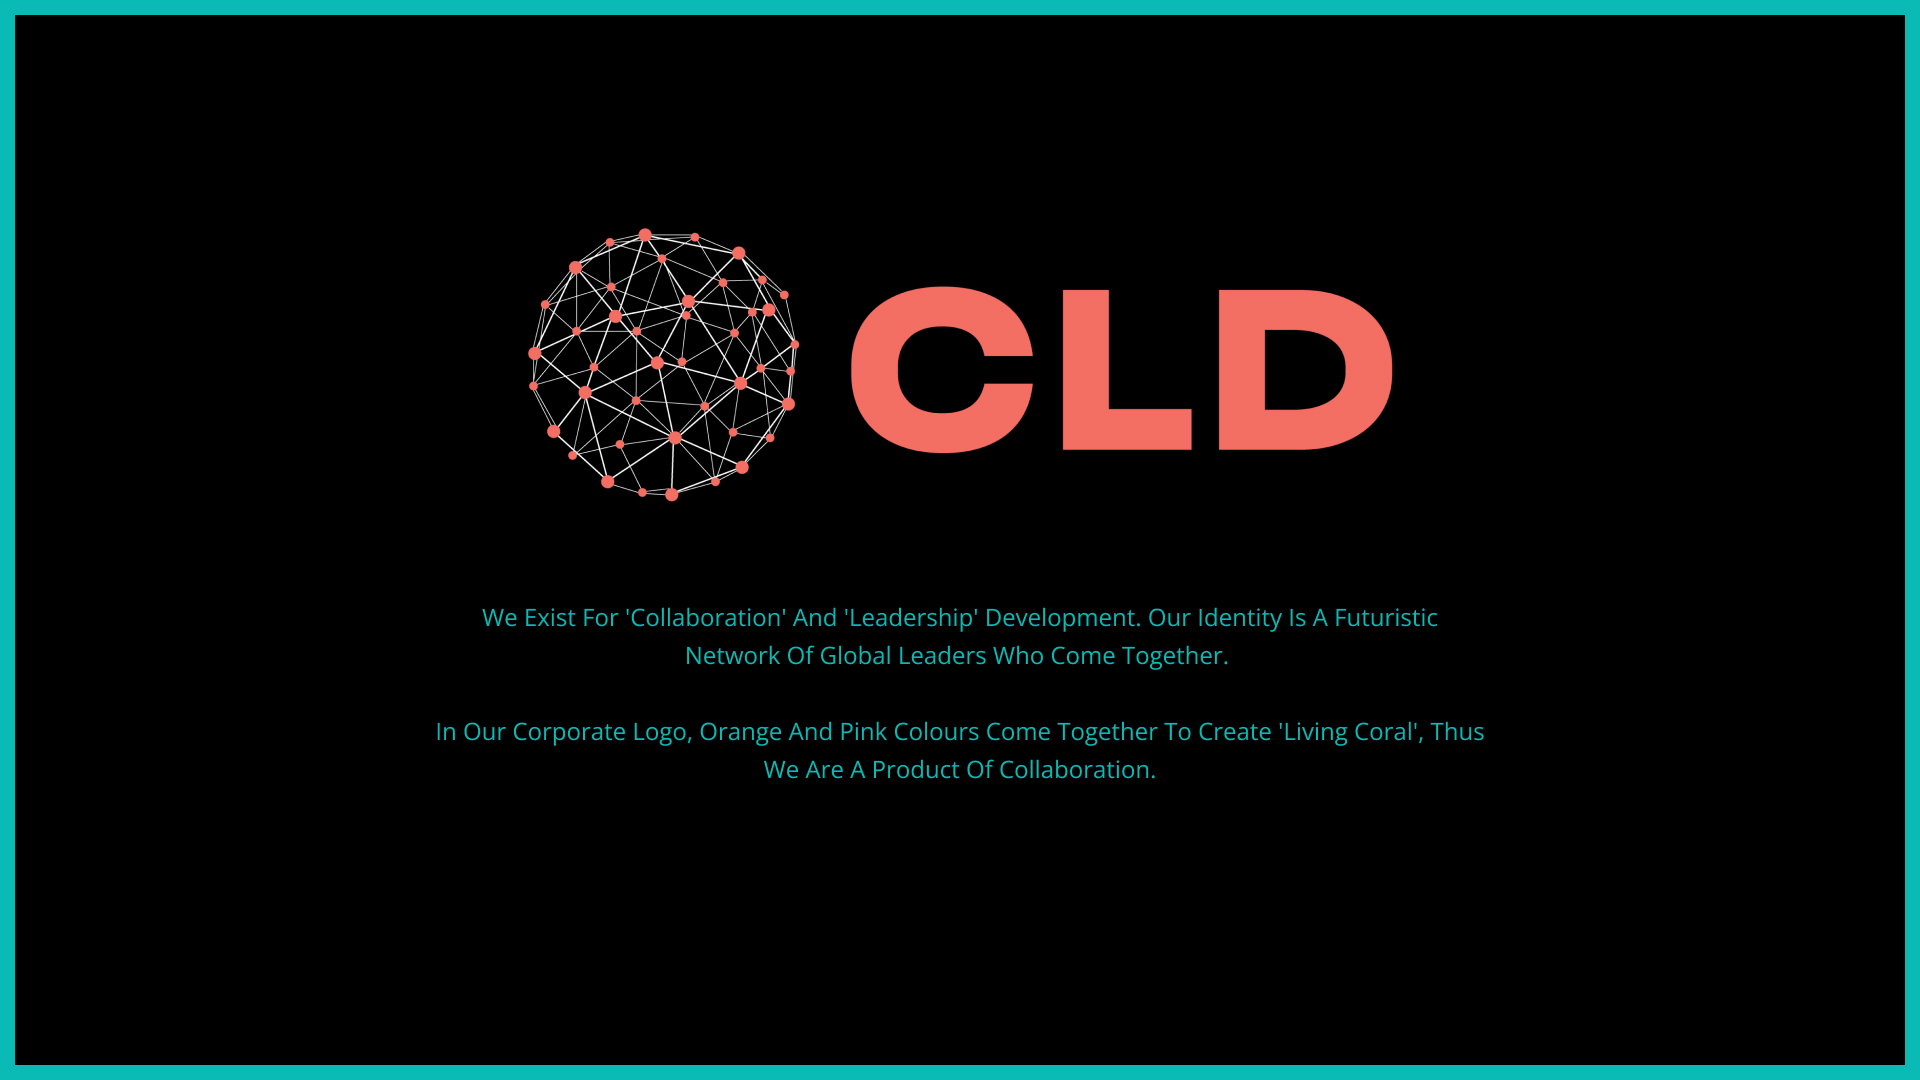 CLD
We Exist For 'Collaboration' And 'Leadership' Development. Our Identity Is A Futuristic
Network Of Global Leaders Who Come Together.
In Our Corporate Logo, Orange And Pink Colours Come Together To Create 'Living Coral', Thus
We Are A Product Of Collaboration.